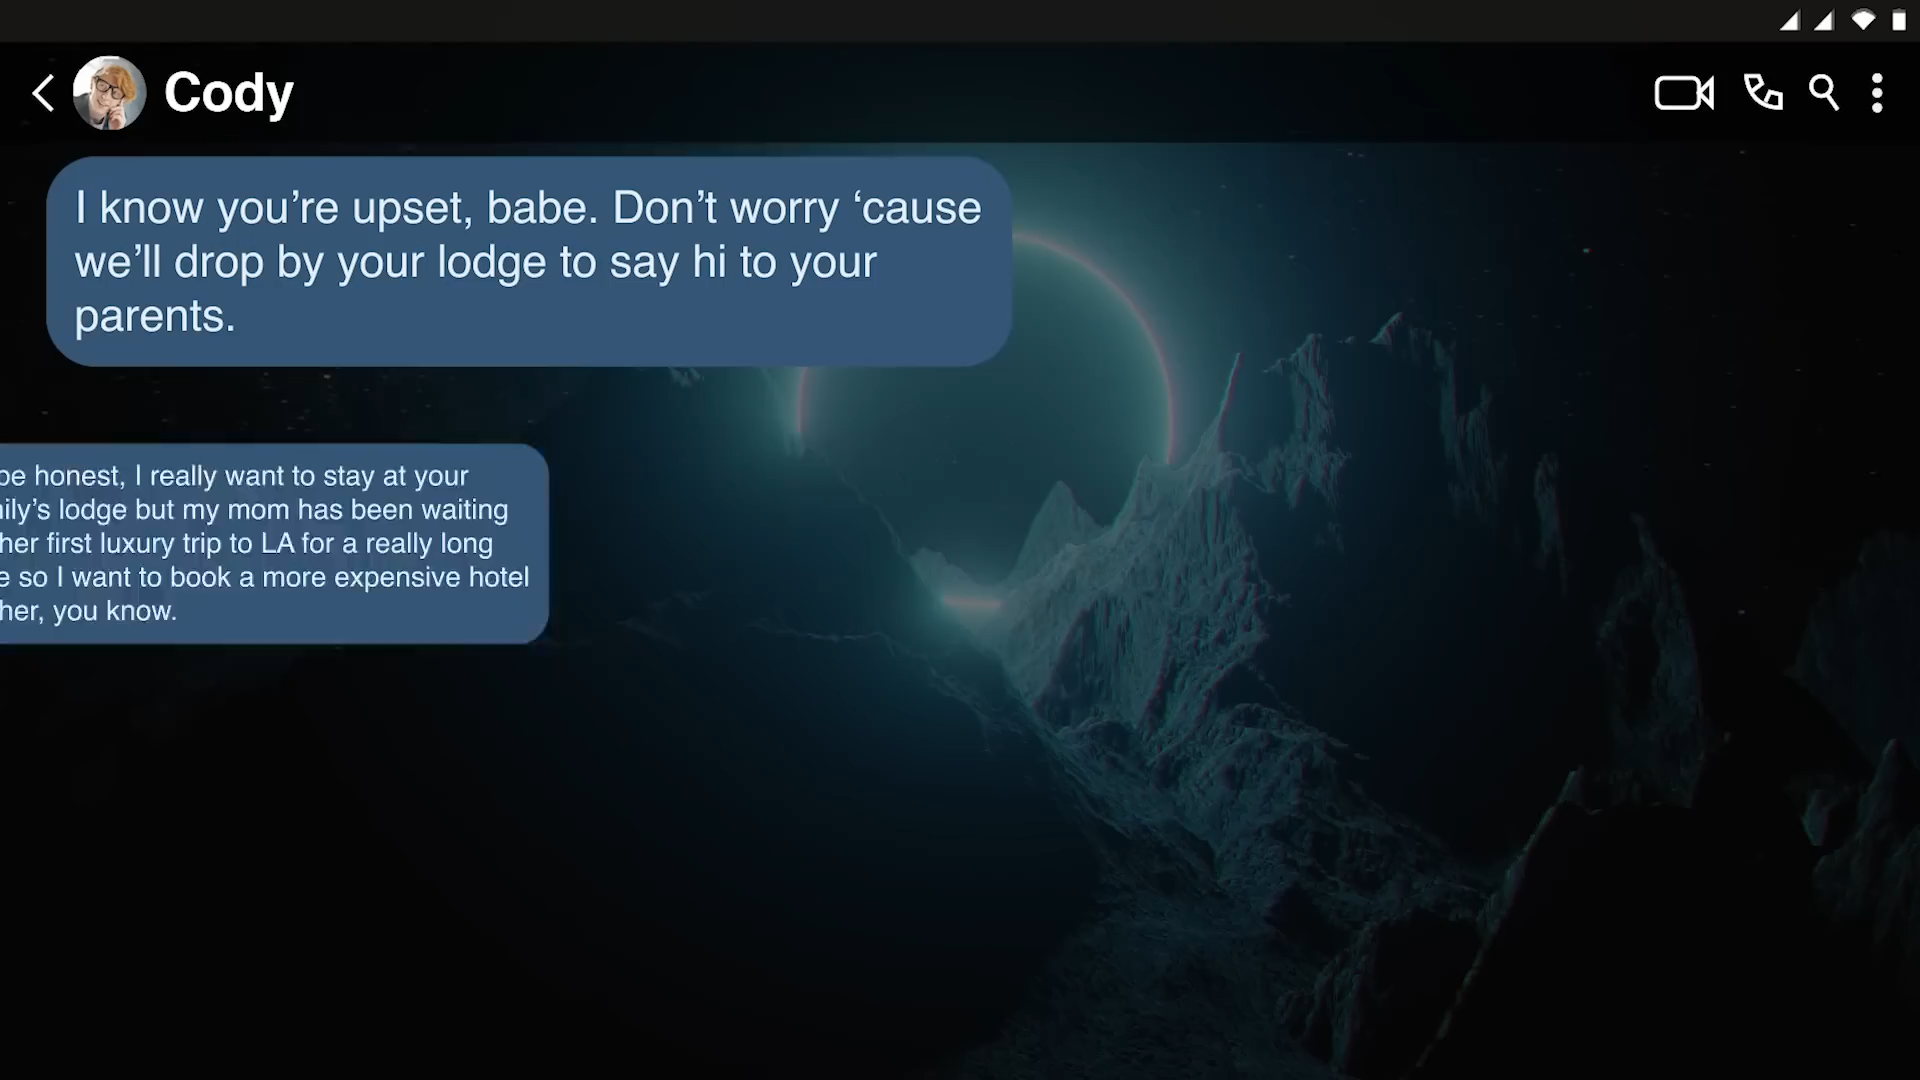 Cody
I know you’re upset, babe. Don’t worry ‘cause
we’ll drop by your lodge to say hi to your
parents.
be honest, I really want to stay at your
ily’s lodge but my mom has been waiting
her first luxury trip to LA for a really long
e so I want to book a more expensive hotel
her, you know.